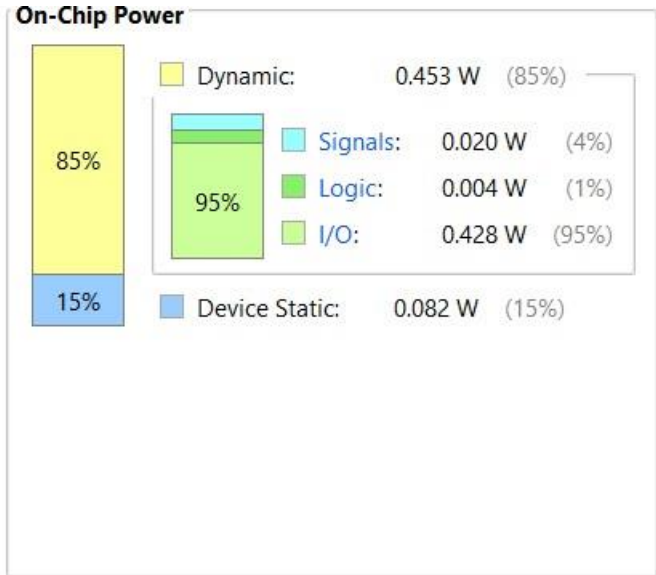 On-Chip Power
Dynamic: 0.453 W (85%)
85%
Signals: 0.020 W (4%)
Logic: 0.004 W (1%)
95%
I/O: 0.428 W (95%)
15%
Device Static: 0.082 W (15%)